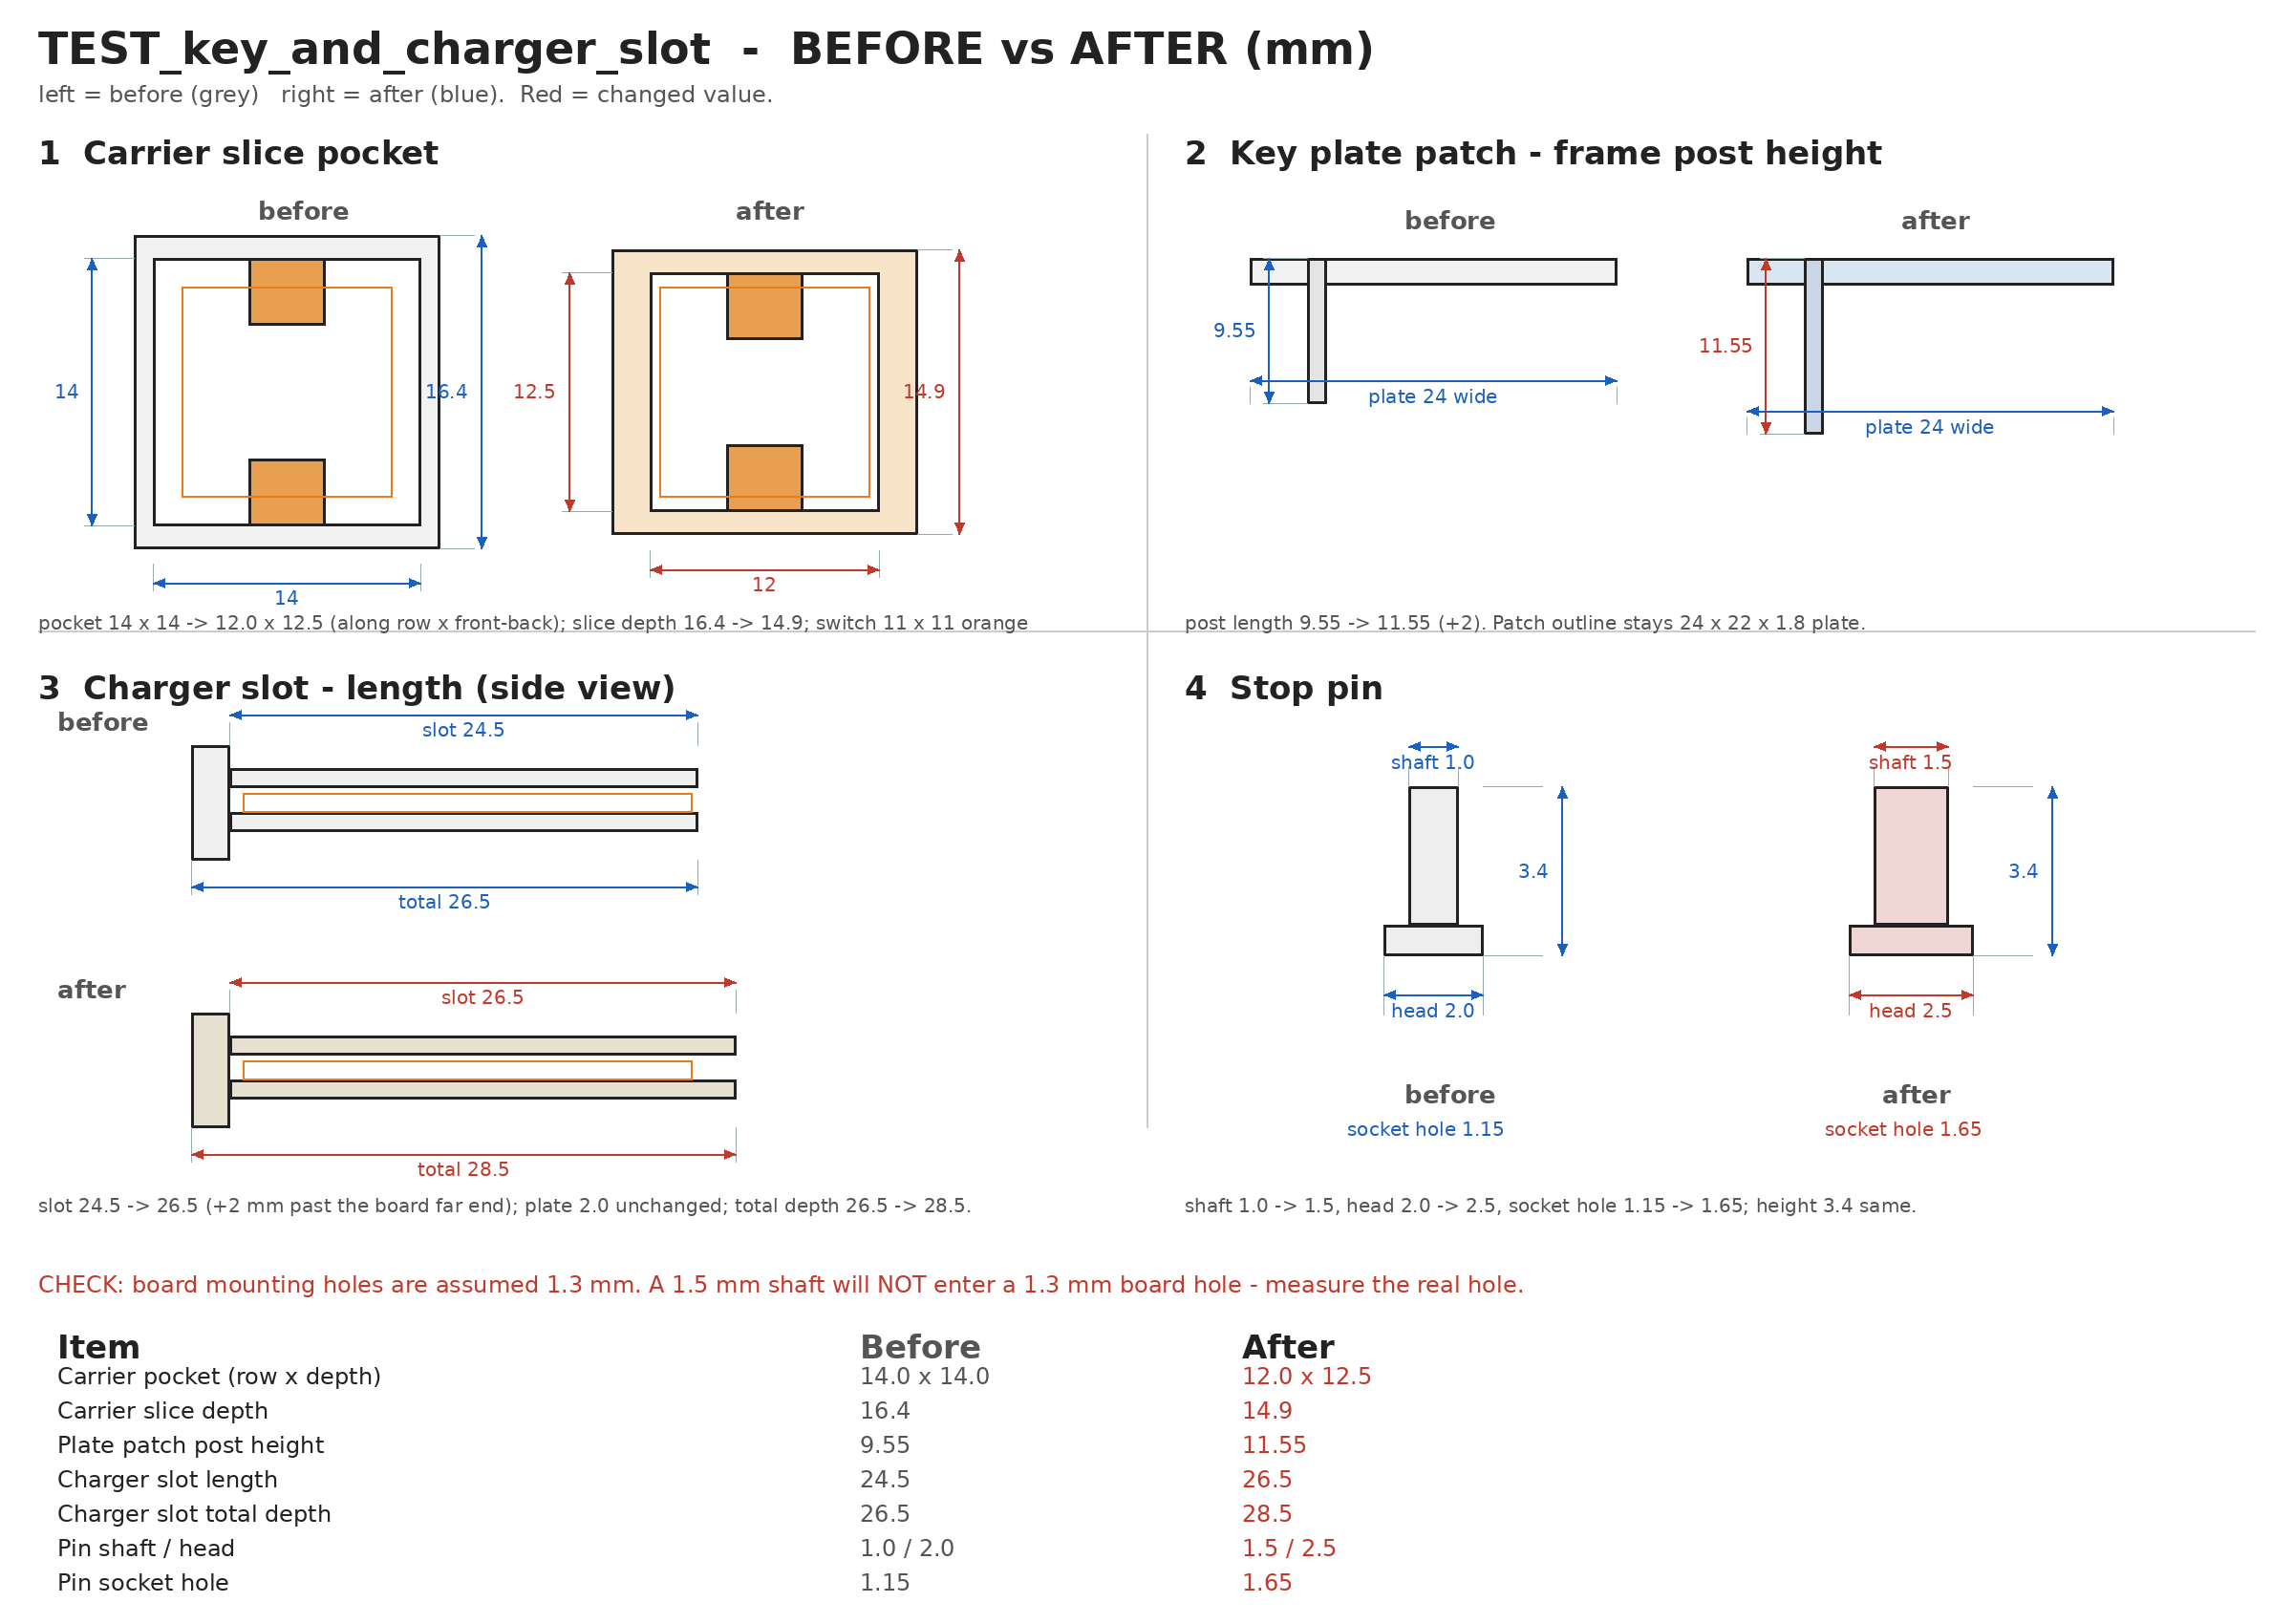 TEST_key_and_charger_slot - BEFORE vs AFTER (mm)
left = before (grey) right = after (blue). Red = changed value.
1 Carrier slice pocket
before
after
14
16.4
12.5
14.9
14
12
pocket 14 x 14 -> 12.0 x 12.5 (along row x front-back); slice depth 16.4 -> 14.9; switch 11 x 11 orange
2 Key plate patch - frame post height
before
after
9.55
11.55
plate 24 wide
plate 24 wide
post length 9.55 -> 11.55 (+2). Patch outline stays 24 x 22 x 1.8 plate.
3 Charger slot - length (side view)
before
slot 24.5
total 26.5
after
slot 26.5
total 28.5
slot 24.5 -> 26.5 (+2 mm past the board far end); plate 2.0 unchanged; total depth 26.5 -> 28.5.
4 Stop pin
shaft 1.0
shaft 1.5
3.4
3.4
head 2.0
head 2.5
before
after
socket hole 1.15
socket hole 1.65
shaft 1.0 -> 1.5, head 2.0 -> 2.5, socket hole 1.15 -> 1.65; height 3.4 same.
CHECK: board mounting holes are assumed 1.3 mm. A 1.5 mm shaft will NOT enter a 1.3 mm board hole - measure the real hole.
Item Before After
Carrier pocket (row x depth) 14.0 x 14.0 12.0 x 12.5
Carrier slice depth 16.4 14.9
Plate patch post height 9.55 11.55
Charger slot length 24.5 26.5
Charger slot total depth 26.5 28.5
Pin shaft / head 1.0 / 2.0 1.5 / 2.5
Pin socket hole 1.15 1.65